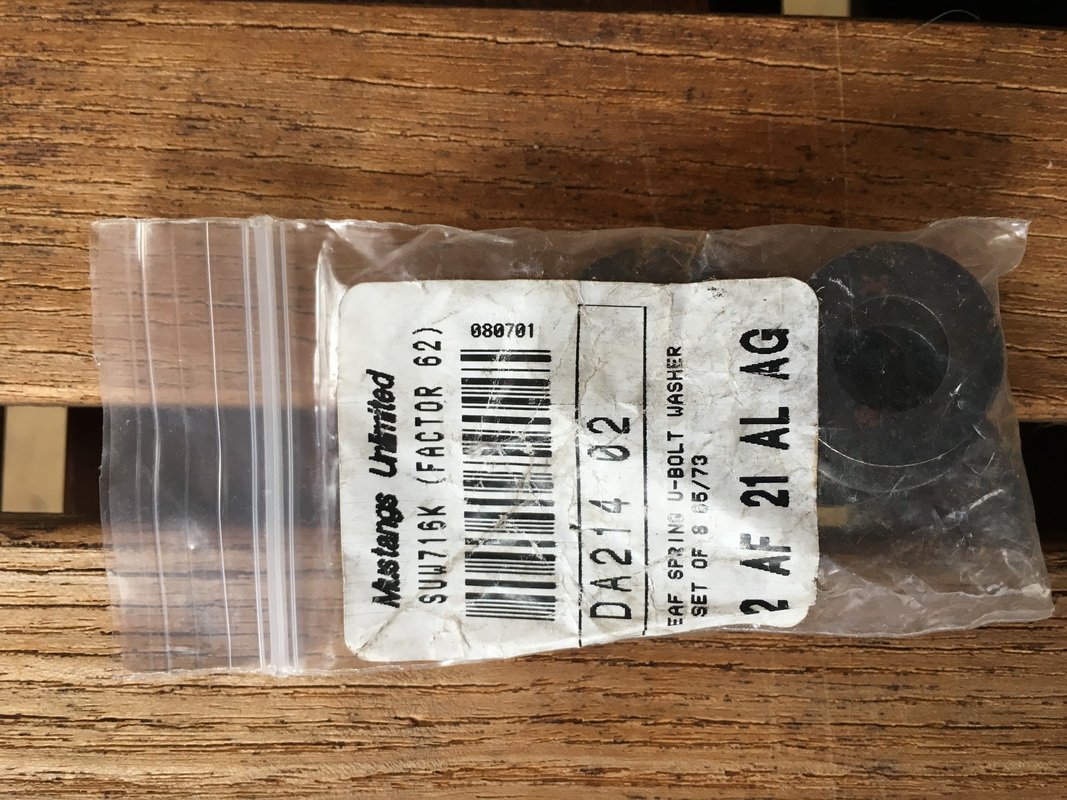 Mustangs Unlimited
SUW716K (FACTOR 62)
080701
DA214 02
EAF SPRING U-BOLT WASHER
SET OF 8 65/73
2 AF 21 AL AG